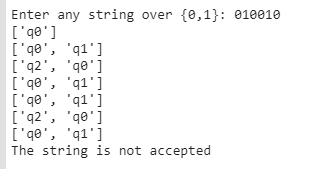 Enter any string over {0,1}: 010010
['q0']
['q0', 'q1']
['q2', 'q0']
['q0', 'q1']
['q0', 'q1']
['q2', 'q0']
['q0', 'q1']
The string is not accepted